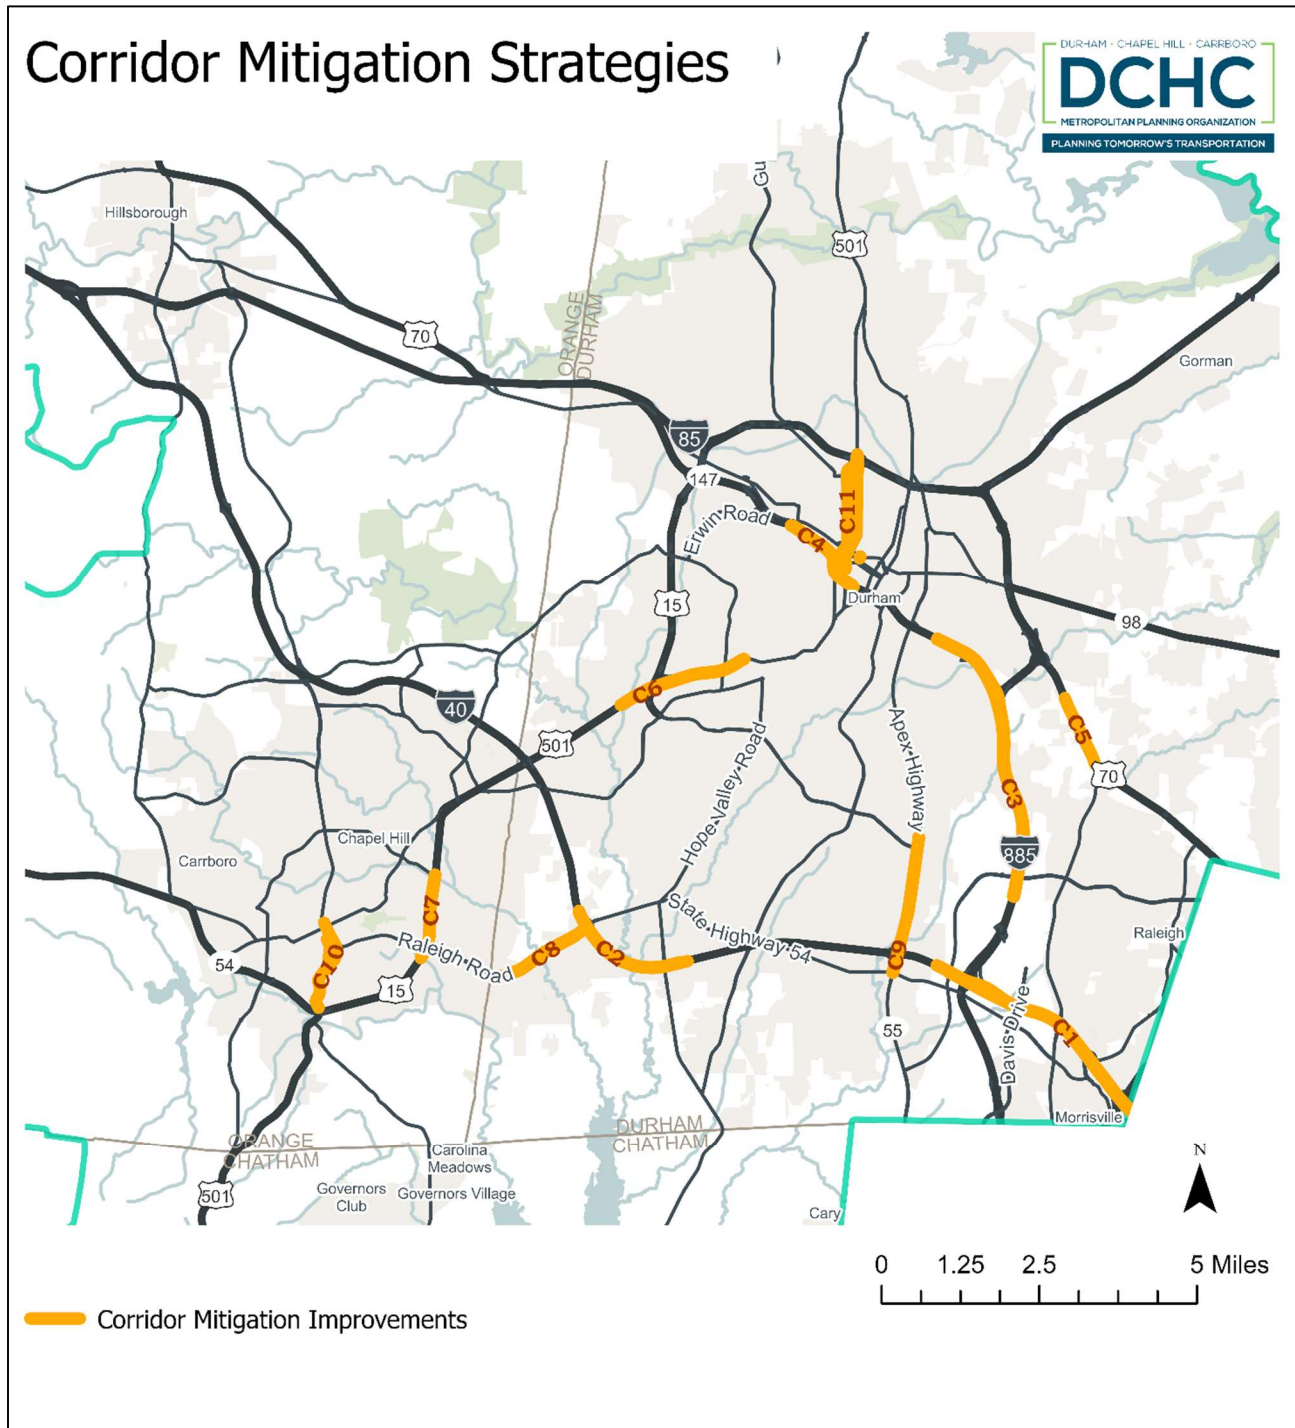 Corridor Mitigation Strategies
DURHAM · CHAPEL HILL · CARRBORO
DCHC
METROPOLITAN PLANNING ORGANIZATION
PLANNING TOMORROW'S TRANSPORTATION
Gu
Hillsborough
501
70
ORANGE
DURHAM
Gorman
85
147
C11
Erwin Road
C4
15
Durham
98
C6
40
501
Apex Highway
C5
Hope Valley Road
70
C3
Chapel Hill
Carrboro
885
C7
State Highway 54
Raleigh
C10
Raleigh Road
C8
C2
C9
54
15
55
Davis Drive
C1
Morrisville
ORANGE
CHATHAM
DURHAM
CHATHAM
Carolina
Meadows
Governors
Club
Governors Village
501
Cary
N
0 1.25 2.5 5 Miles
Corridor Mitigation Improvements